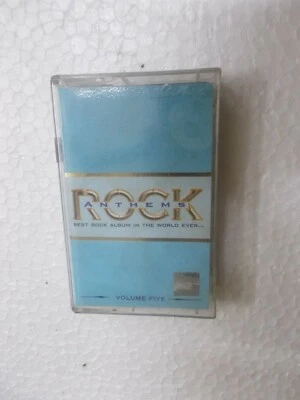 ROCK
ANTHEMS
BEST ROCK ALBUM IN THE WORLD EVER...
VOLUME FIVE